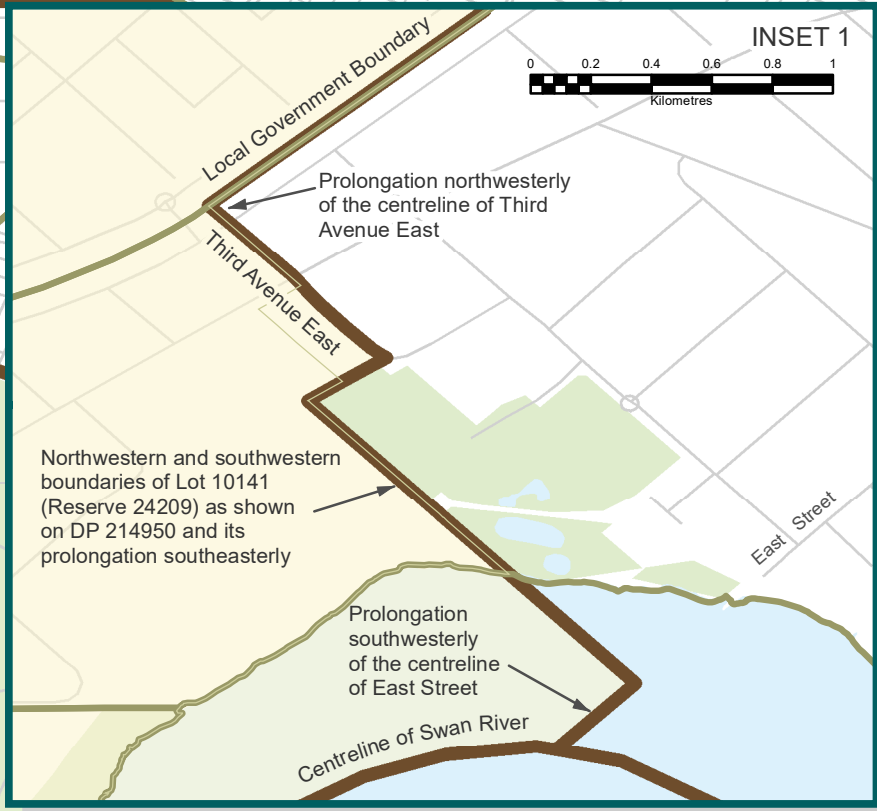 INSET 1
0 0.2 0.4 0.6 0.8 1
Kilometres
Local Government Boundary
Prolongation northwesterly
of the centreline of Third
Avenue East
Third Avenue East
Northwestern and southwestern
boundaries of Lot 10141
(Reserve 24209) as shown
on DP 214950 and its
prolongation southeasterly
East Street
Prolongation
southwesterly
of the centreline
of East Street
Centreline of Swan River